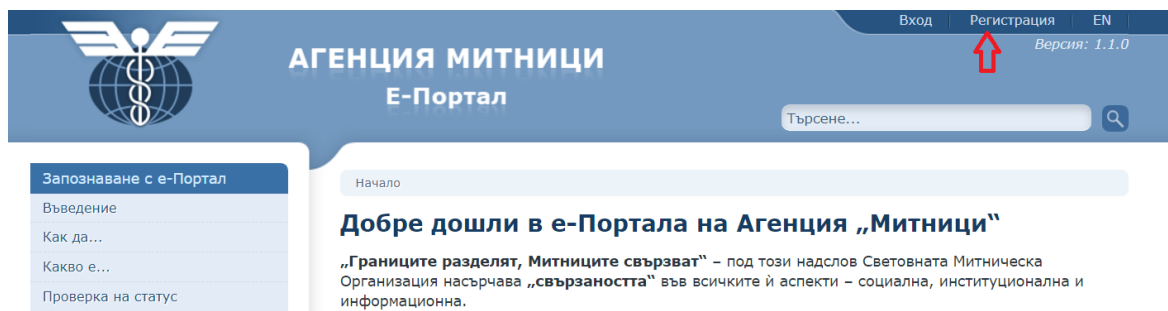 Вход Регистрация EN
Версия: 1.1.0
АГЕНЦИЯ МИТНИЦИ
Е-Портал
Търсене...
Запознаване с е-Портал
Въведение
Как да...
Какво е...
Проверка на статус
Начало
Добре дошли в е-Портала на Агенция „Митници“
„Границите разделят, Митниците свързват“ – под този надслов Световната Митническа
Организация насърчава „свързаността“ във всичките ѝ аспекти – социална, институционална и
информационна.